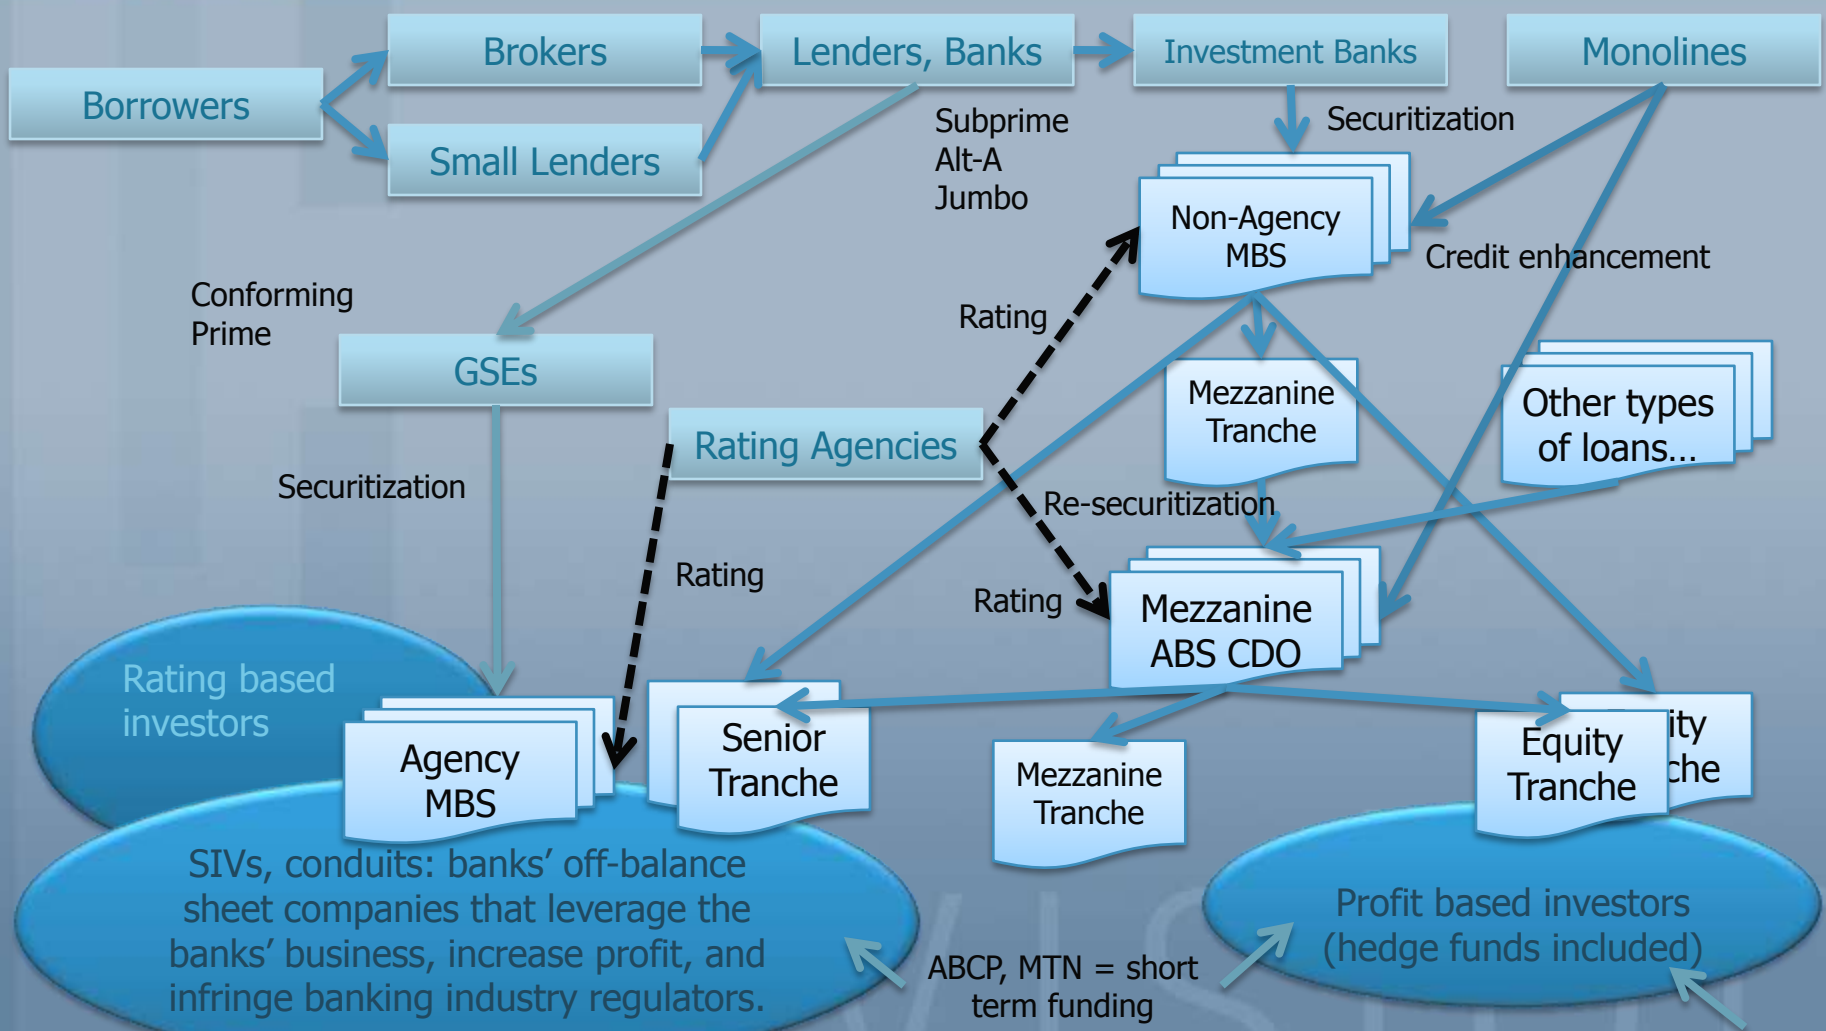 Brokers
Lenders, Banks
Investment Banks
Monolines
Borrowers
Small Lenders
Subprime
Alt-A
Jumbo
Securitization
Non-Agency
MBS
Credit enhancement
Conforming
Prime
Rating
GSEs
Mezzanine
Tranche
Other types
of loans...
Rating Agencies
Securitization
Re-securitization
Rating
Rating
Mezzanine
ABS CDO
Rating based
investors
Agency
MBS
Senior
Tranche
Mezzanine
Tranche
Equity
Tranche
ity
che
SIVs, conduits: banks’ off-balance
sheet companies that leverage the
banks’ business, increase profit, and
infringe banking industry regulators.
Profit based investors
(hedge funds included)
ABCP, MTN = short
term funding